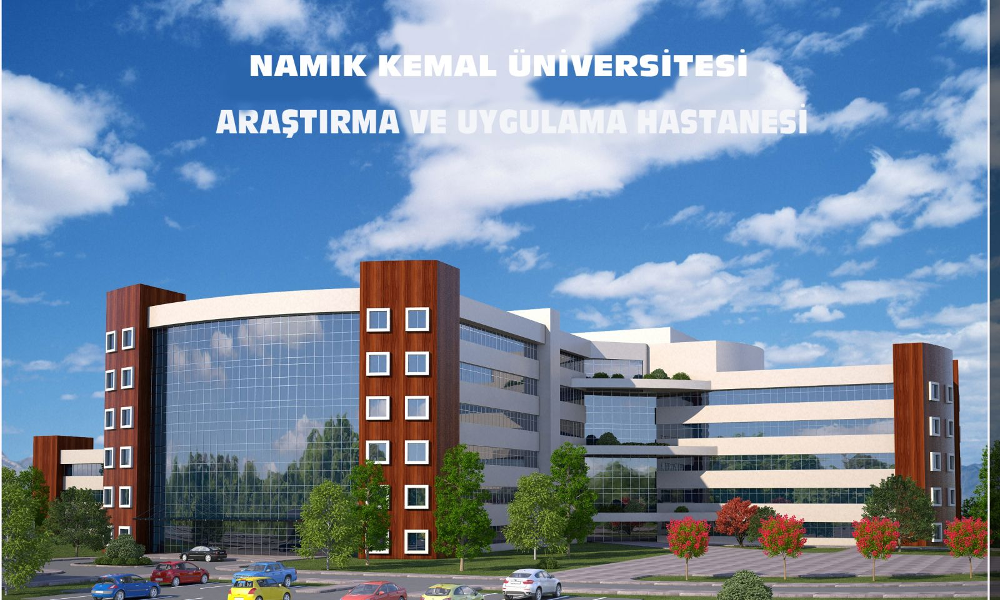 NAMIK KEMAL ÜNİVERSİTESİ
ARAŞTIRMA VE UYGULAMA HASTANESİ